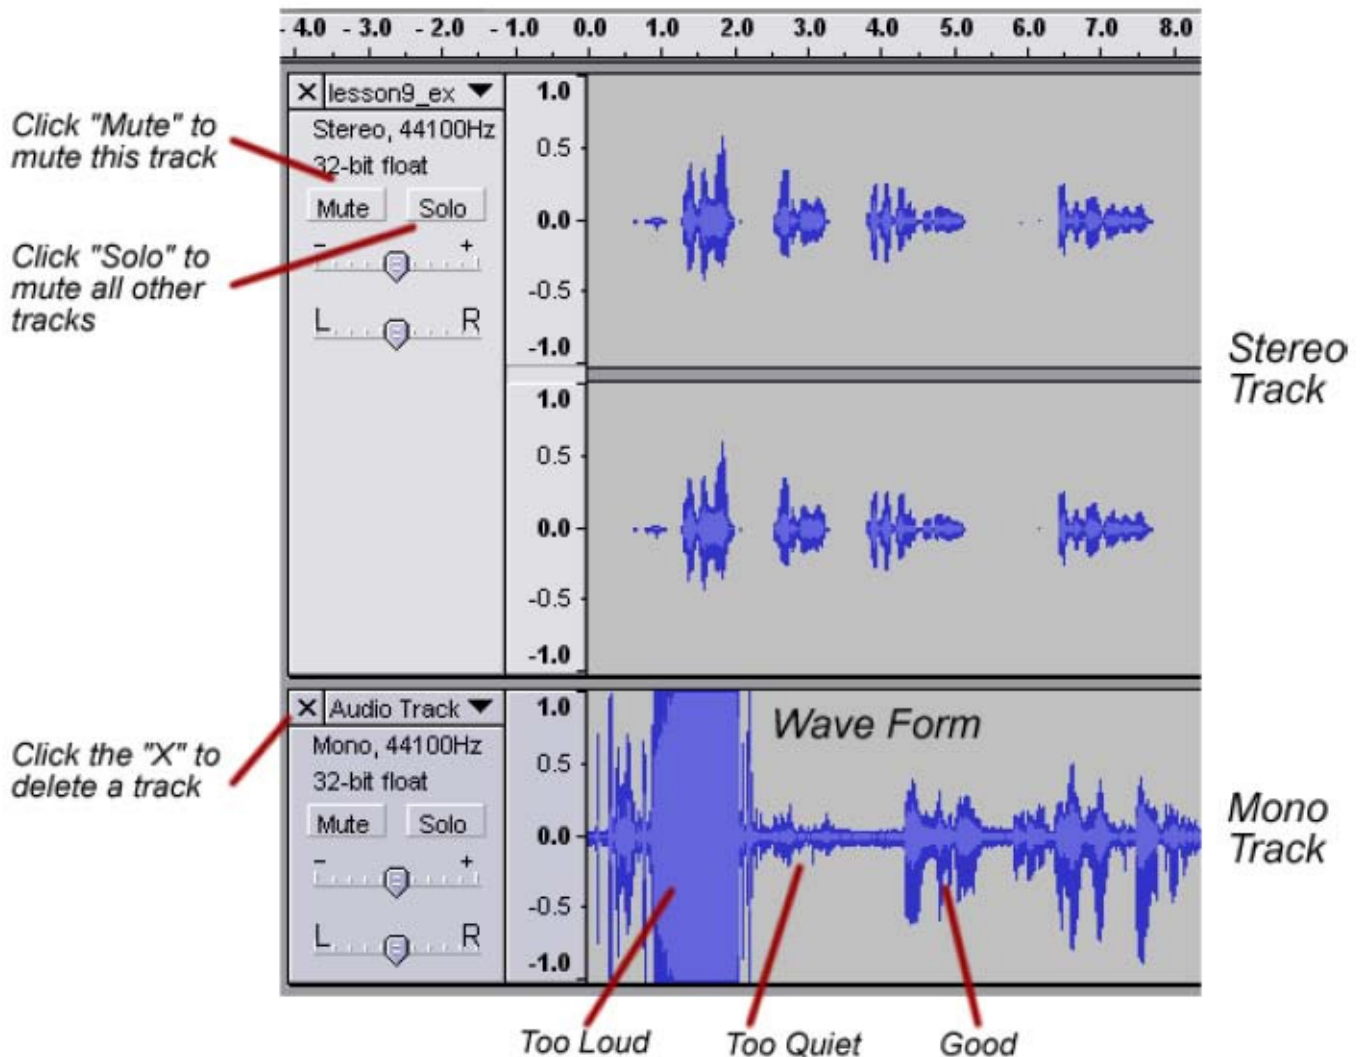 - 4.0 - 3.0 - 2.0 - 1.0 0.0 1.0 2.0 3.0 4.0 5.0 6.0 7.0 8.0
Click "Mute" to
mute this track
Click "Solo" to
mute all other
tracks
X lesson9_ex
Stereo, 44100Hz
32-bit float
Mute Solo
- +
L R
1.0
0.5
0.0
-0.5
-1.0
1.0
0.5
0.0
-0.5
-1.0
Stereo
Track
Click the "X" to
delete a track
X Audio Track
Mono, 44100Hz
32-bit float
Mute Solo
- +
L R
1.0
0.5
0.0
-0.5
-1.0
Wave Form
Mono
Track
Too Loud Too Quiet Good